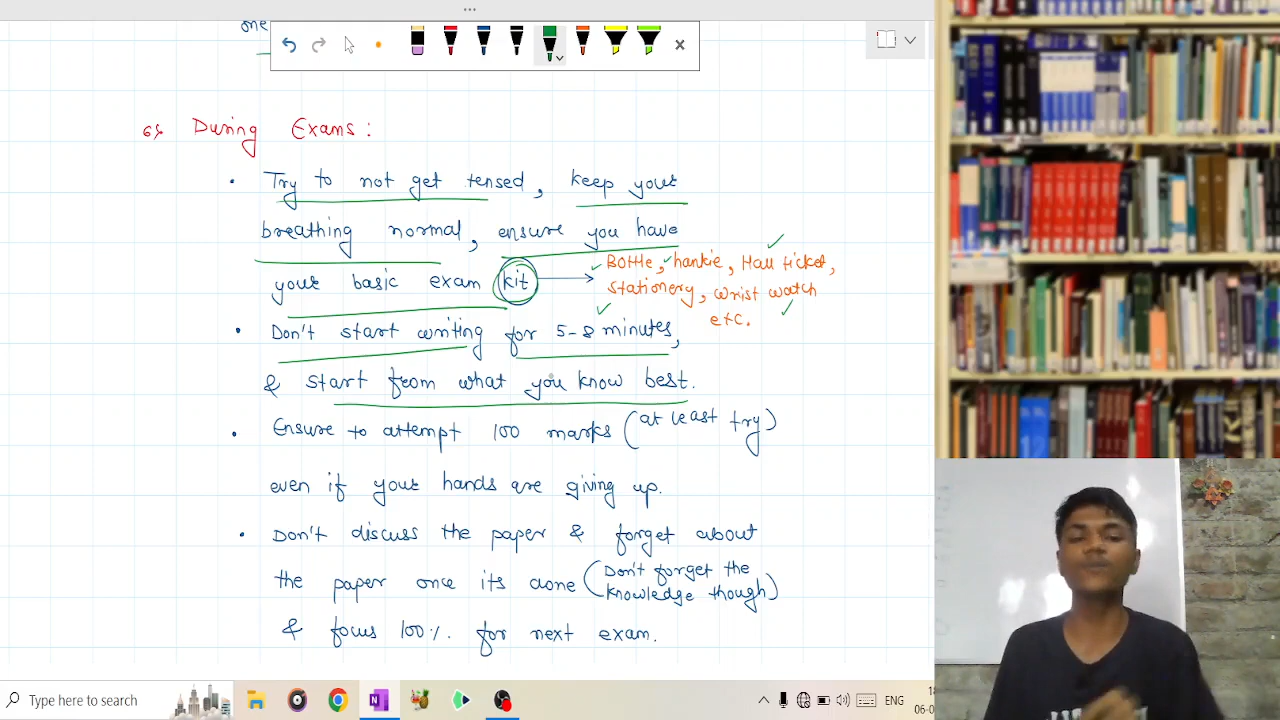 one
6) During Exams:
• Try to not get tensed, keep your
breathing normal, ensure you have
your basic exam kit → Bottle, hankie, Hall ticket,
stationery, wrist watch
etc.
• Don't start writing for 5-8 minutes,
& start from what you know best.
• Ensure to attempt 100 marks (at least try)
even if your hands are giving up.
• Don't discuss the paper & forget about
the paper once its done (Don't forget the
knowledge though)
& focus 100%. for next exam.
Type here to search
ENG